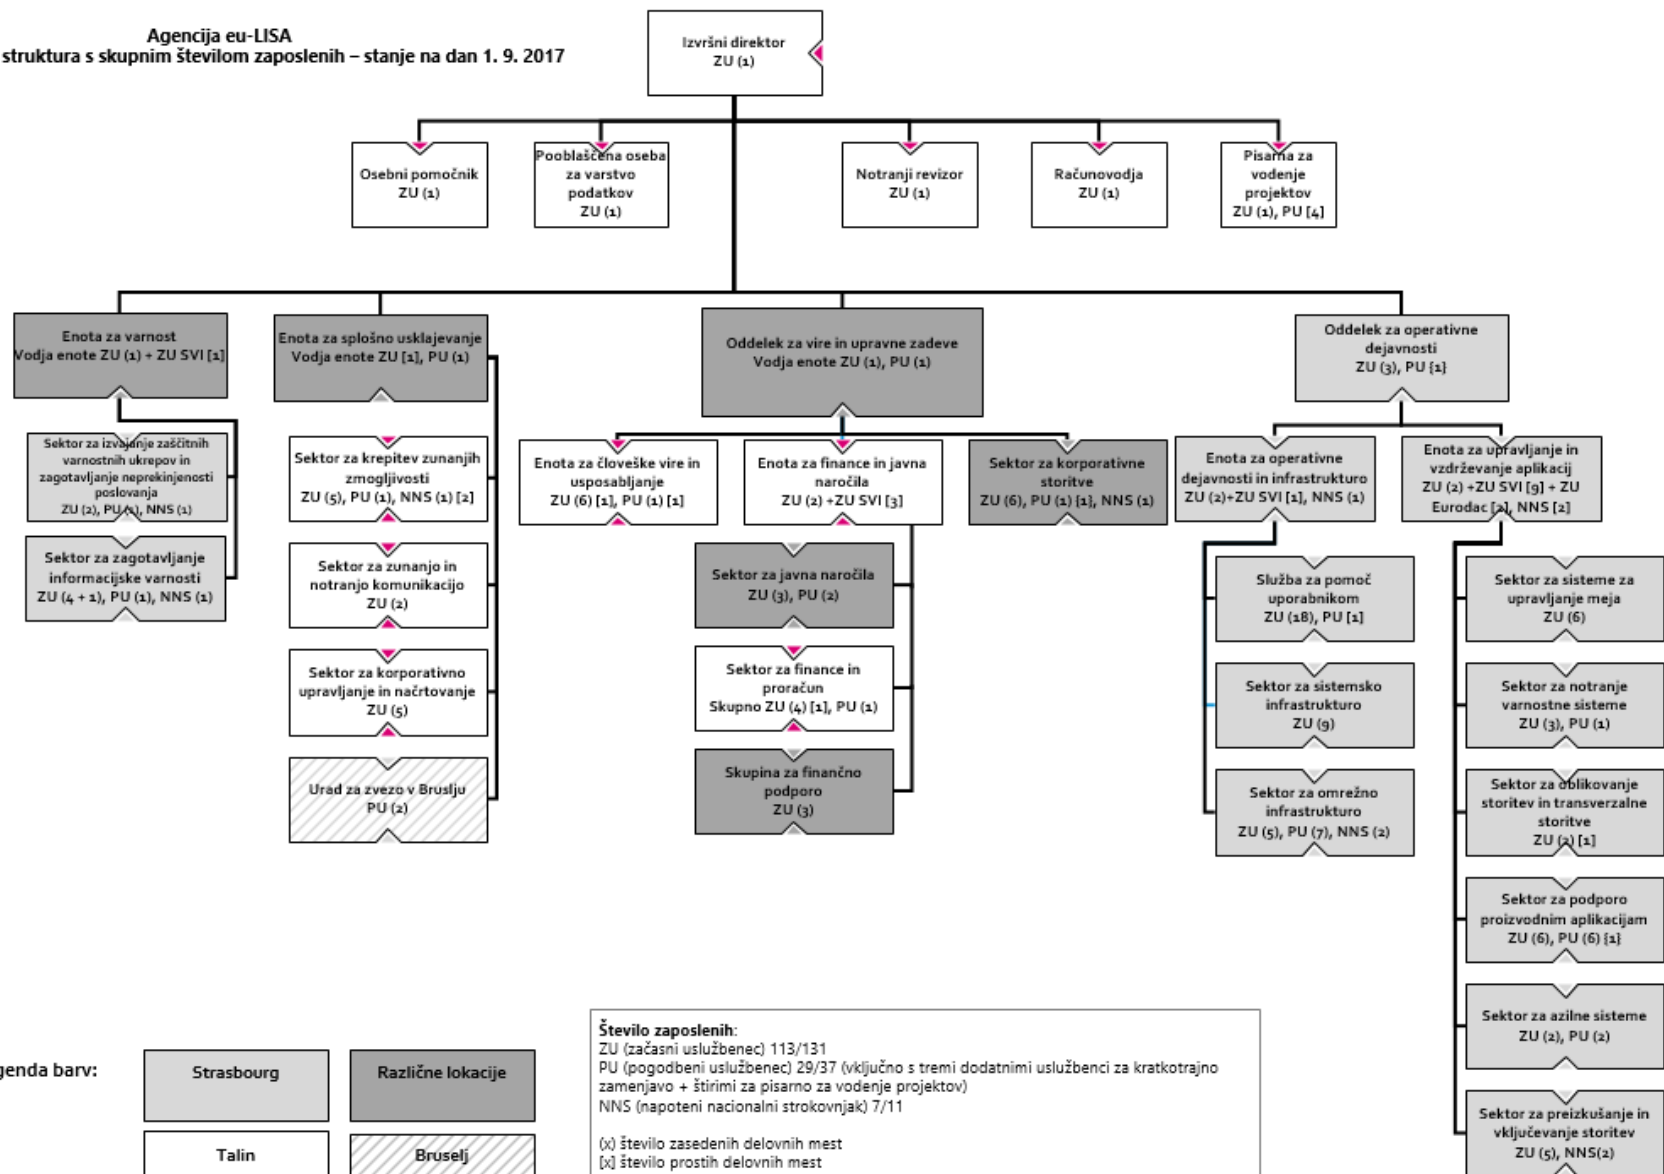 Agencija eu-LISA
struktura s skupnim številom zaposlenih – stanje na dan 1. 9. 2017
Izvršni direktor
ZU (1)
Osebni pomočnik
ZU (1)
Pooblaščena oseba
za varstvo
podatkov
ZU (1)
Notranji revizor
ZU (1)
Računovodja
ZU (1)
Pisarna za
vodenje
projektov
ZU (1), PU [4]
Enota za varnost
Vodja enote ZU (1) + ZU SVI [1]
Sektor za izvajanje zaščitnih
varnostnih ukrepov in
zagotavljanje neprekinjenosti
poslovanja
ZU (2), PU (1), NNS (1)
Sektor za zagotavljanje
informacijske varnosti
ZU (4 + 1), PU (1), NNS (1)
Enota za splošno usklajevanje
Vodja enote ZU [1], PU (1)
Sektor za krepitev zunanjih
zmogljivosti
ZU (5), PU (1), NNS (1) [2]
Sektor za zunanjo in
notranjo komunikacijo
ZU (2)
Sektor za korporativno
upravljanje in načrtovanje
ZU (5)
Urad za zvezo v Bruslju
PU (2)
Oddelek za vire in upravne zadeve
Vodja enote ZU (1), PU (1)
Enota za človeške vire in
usposabljanje
ZU (6) [1], PU (1) [1]
Enota za finance in javna
naročila
ZU (2) +ZU SVI [3]
Sektor za korporativne
storitve
ZU (6), PU (1) [1], NNS (1)
Sektor za javna naročila
ZU (3), PU (2)
Sektor za finance in
proračun
Skupno ZU (4) [1], PU (1)
Skupina za finančno
podporo
ZU (3)
Oddelek za operativne
dejavnosti
ZU (3), PU {1}
Enota za operativne
dejavnosti in infrastrukturo
ZU (2)+ZU SVI [1], NNS (1)
Enota za upravljanje in
vzdrževanje aplikacij
ZU (2) +ZU SVI [9] + ZU
Eurodac [2], NNS [2]
Služba za pomoč
uporabnikom
ZU (18), PU [1]
Sektor za sistemsko
infrastrukturo
ZU (9)
Sektor za omrežno
infrastrukturo
ZU (5), PU (7), NNS (2)
Sektor za sisteme za
upravljanje meja
ZU (6)
Sektor za notranje
varnostne sisteme
ZU (3), PU (1)
Sektor za oblikovanje
storitev in transverzalne
storitve
ZU (2) [1]
Sektor za podporo
proizvodnim aplikacijam
ZU (6), PU (6) {1}
Sektor za azilne sisteme
ZU (2), PU (2)
Sektor za preizkušanje in
vključevanje storitev
ZU (5), NNS(2)
genda barv:
Strasbourg
Različne lokacije
Talin
Bruselj
Število zaposlenih:
ZU (začasni uslužbenec) 113/131
PU (pogodbeni uslužbenec) 29/37 (vključno s tremi dodatnimi uslužbenci za kratkotrajno
zamenjavo + štirimi za pisarno za vodenje projektov)
NNS (napoteni nacionalni strokovnjak) 7/11
(x) število zasedenih delovnih mest
[x] število prostih delovnih mest